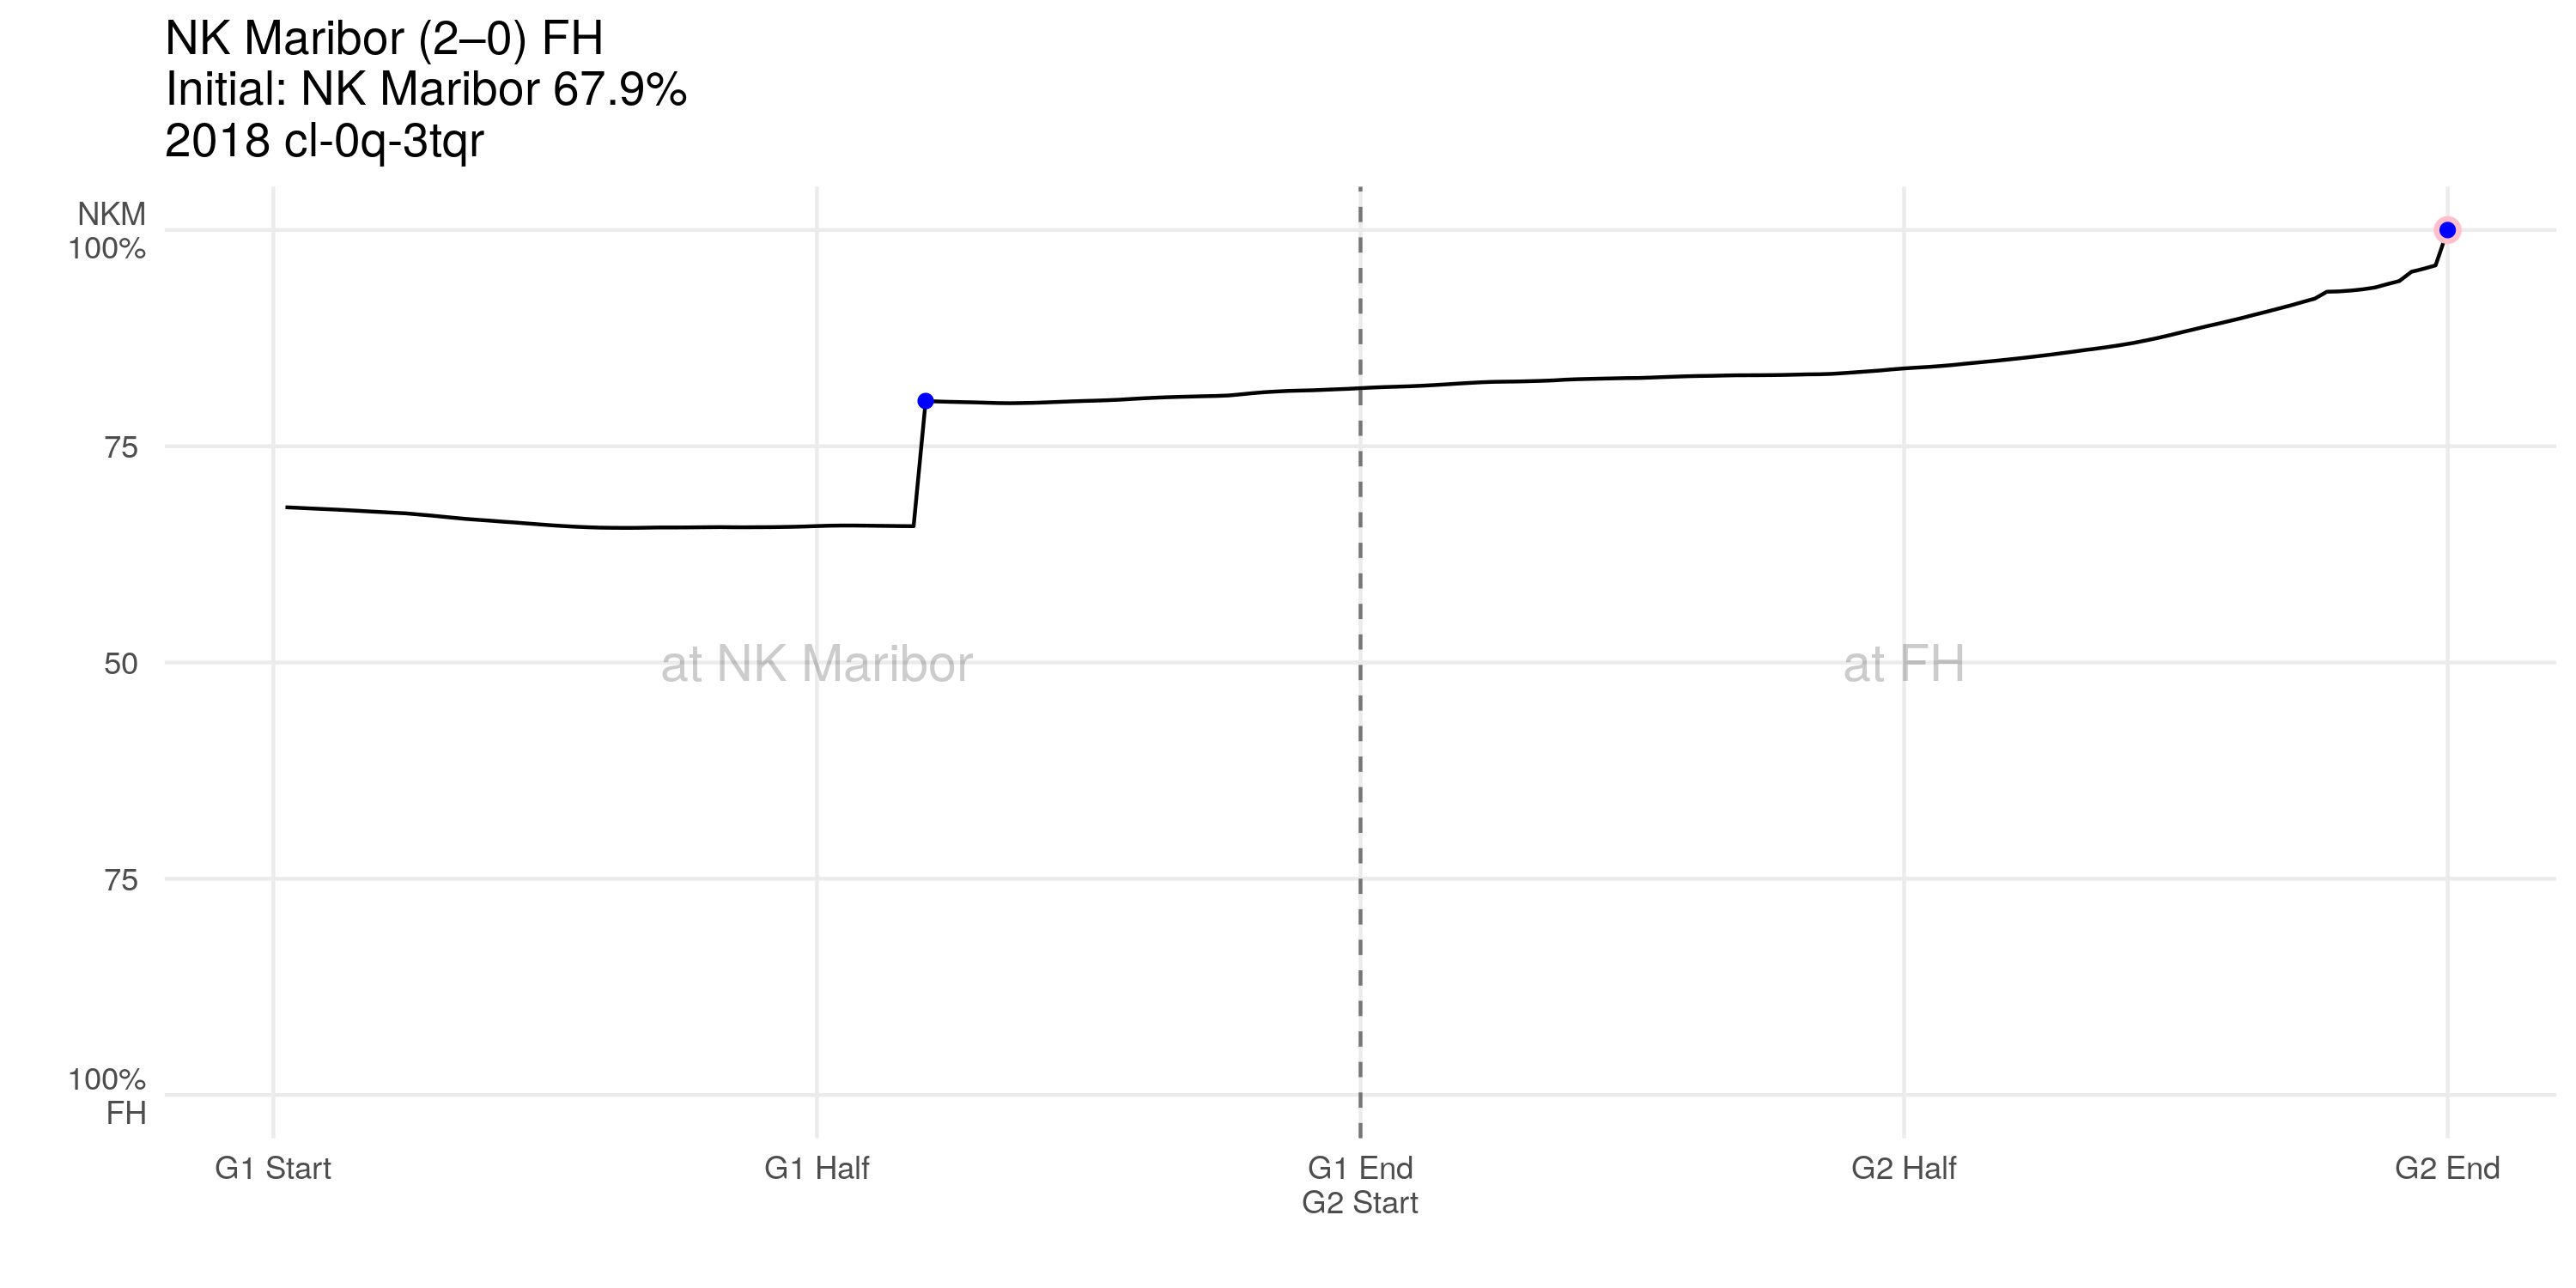 NK Maribor (2–0) FH
Initial: NK Maribor 67.9%
2018 cl-0q-3tqr
NKM
100%
75
50
75
100%
FH
at NK Maribor
at FH
G1 Start
G1 Half
G1 End
G2 Start
G2 Half
G2 End